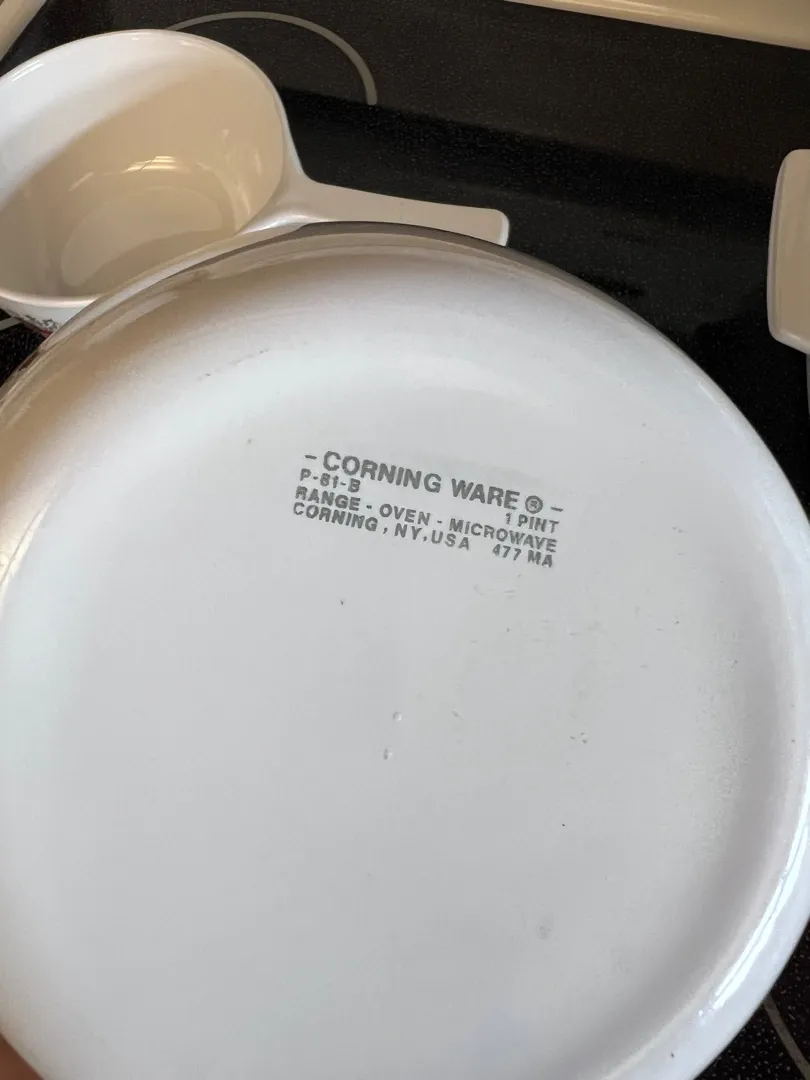 - CORNING WARE ® -
P-81-B 1 PINT
RANGE - OVEN - MICROWAVE
CORNING, NY, USA 477 MA